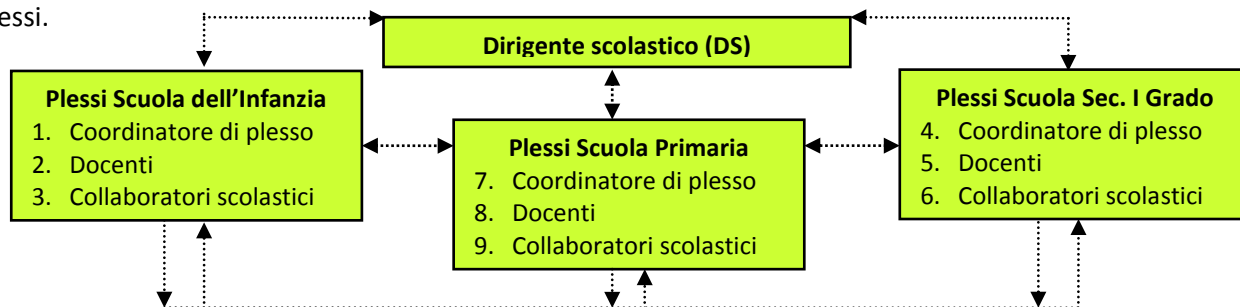 essi.
Dirigente scolastico (DS)
Plessi Scuola dell’Infanzia
1. Coordinatore di plesso
2. Docenti
3. Collaboratori scolastici
Plessi Scuola Primaria
7. Coordinatore di plesso
8. Docenti
9. Collaboratori scolastici
Plessi Scuola Sec. I Grado
4. Coordinatore di plesso
5. Docenti
6. Collaboratori scolastici